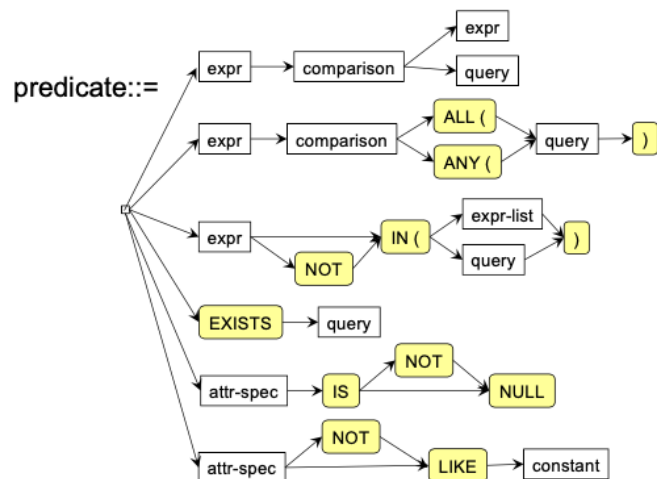 predicate::=
expr comparison expr
query
expr comparison ALL ( query )
ANY (
expr IN ( expr-list )
NOT query
EXISTS query
attr-spec IS NOT NULL
attr-spec NOT LIKE constant